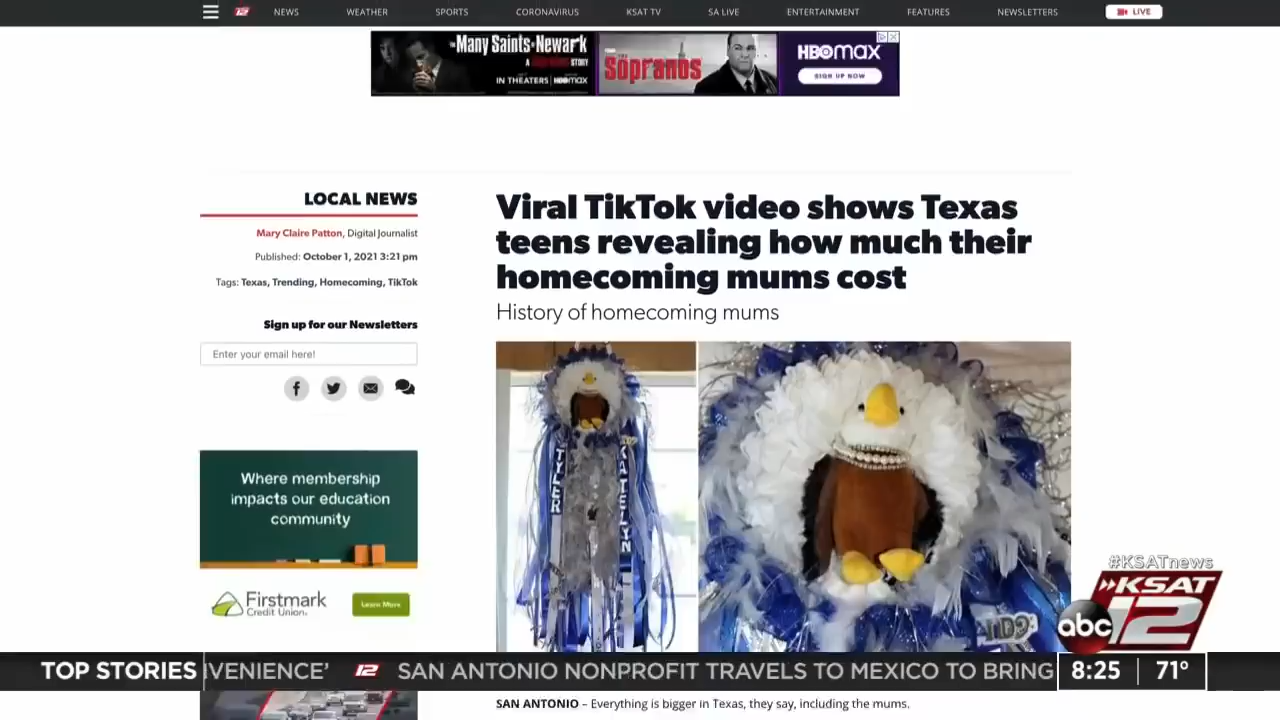 NEWS
WEATHER
SPORTS
CORONAVIRUS
KSAT TV
SA LIVE
ENTERTAINMENT
FEATURES
NEWSLETTERS
LIVE
THE Many Saints of Newark
STORY
IN THEATERS | HBOMAX
THE Sopranos
HBOMAX
SIGN UP NOW
LOCAL NEWS
Mary Claire Patton, Digital Journalist
Published: October 1, 2021 3:21 pm
Tags: Texas, Trending, Homecoming, TikTok
Sign up for our Newsletters
Enter your email here!
Where membership
impacts our education
community
Firstmark
Credit Union
Learn More
Viral TikTok video shows Texas
teens revealing how much their
homecoming mums cost
History of homecoming mums
TYLER
KATELYN
#KSATnews
KSAT
abc 12
TOP STORIES
IVENIENCE' 12 SAN ANTONIO NONPROFIT TRAVELS TO MEXICO TO BRING
8:25 71°
SAN ANTONIO – Everything is bigger in Texas, they say, including the mums.